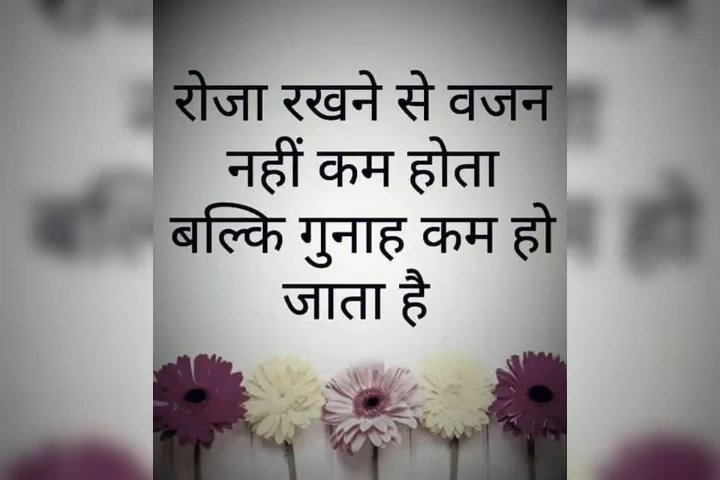 रोजा रखने से वजन
नहीं कम होता
बल्कि गुनाह कम हो
जाता है